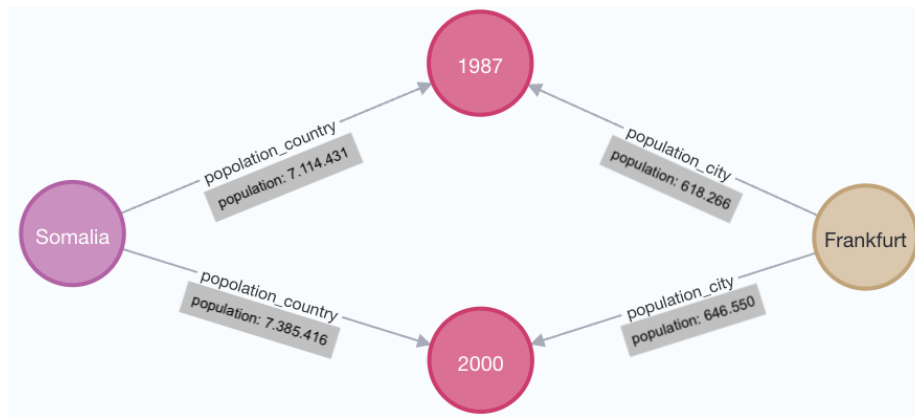 1987
popolation_country
population: 7.114.431
population_city
population: 618.266
Somalia
Frankfurt
popolation_country
population: 7.385.416
population_city
population: 646.550
2000